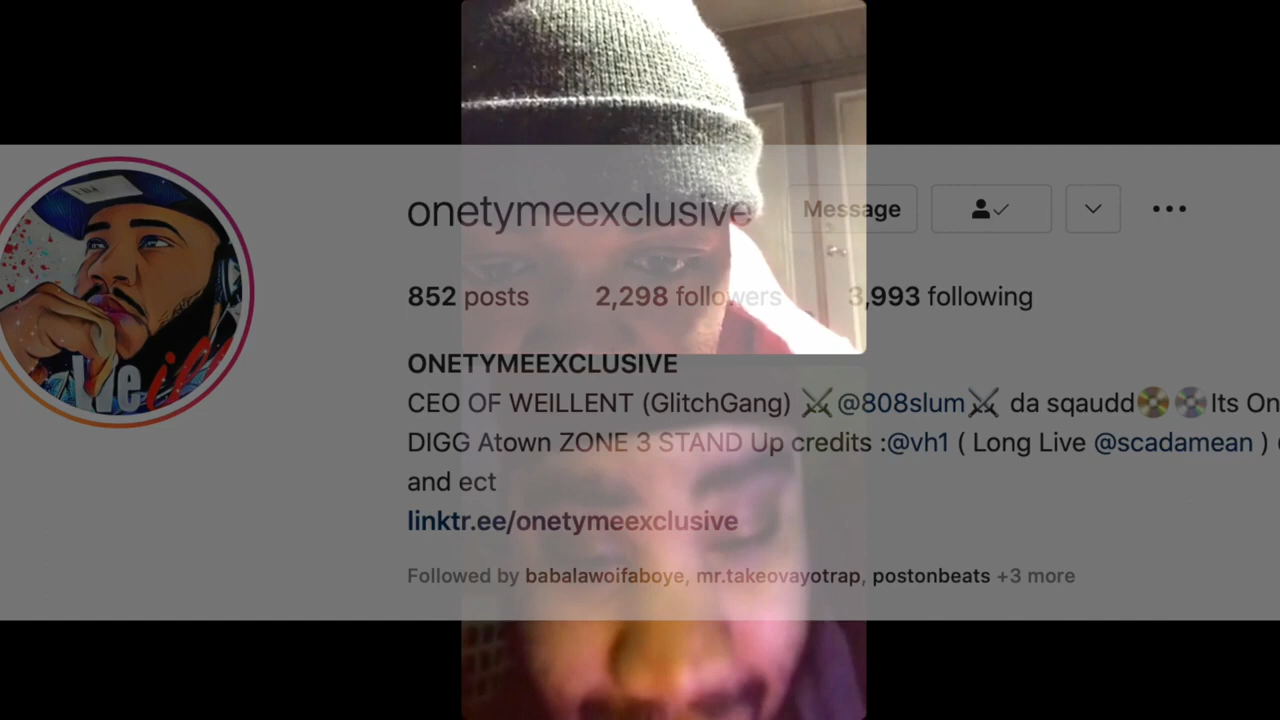 onetymeexclusive Message
852 posts 2,298 followers 3,993 following
ONETYMEEXCLUSIVE
CEO OF WEILLENT (GlitchGang) ⚔️@808slum⚔️ da sqaudd📀💿Its On
DIGG Atown ZONE 3 STAND Up credits :@vh1 ( Long Live @scadamean )
and ect
linktr.ee/onetymeexclusive
Followed by babalawoifaboye, mr.takeovayotrap, postonbeats +3 more
We ill